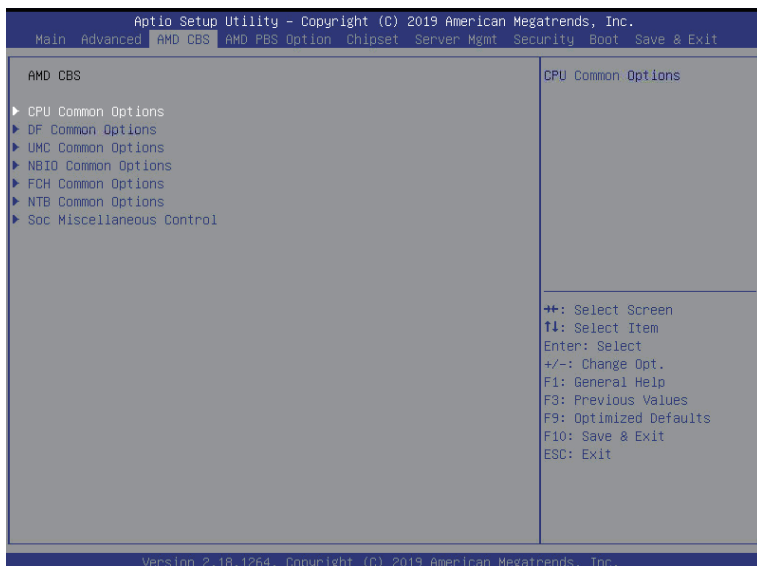 Aptio Setup Utility – Copyright (C) 2019 American Megatrends, Inc.
Main Advanced AMD CBS AMD PBS Option Chipset Server Mgmt Security Boot Save & Exit
AMD CBS
CPU Common Options
DF Common Options
UMC Common Options
NBIO Common Options
FCH Common Options
NTB Common Options
Soc Miscellaneous Control
CPU Common Options
→←: Select Screen
↑↓: Select Item
Enter: Select
+/-: Change Opt.
F1: General Help
F3: Previous Values
F9: Optimized Defaults
F10: Save & Exit
ESC: Exit
Version 2.18.1264. Copyright (C) 2019 American Megatrends, Inc.